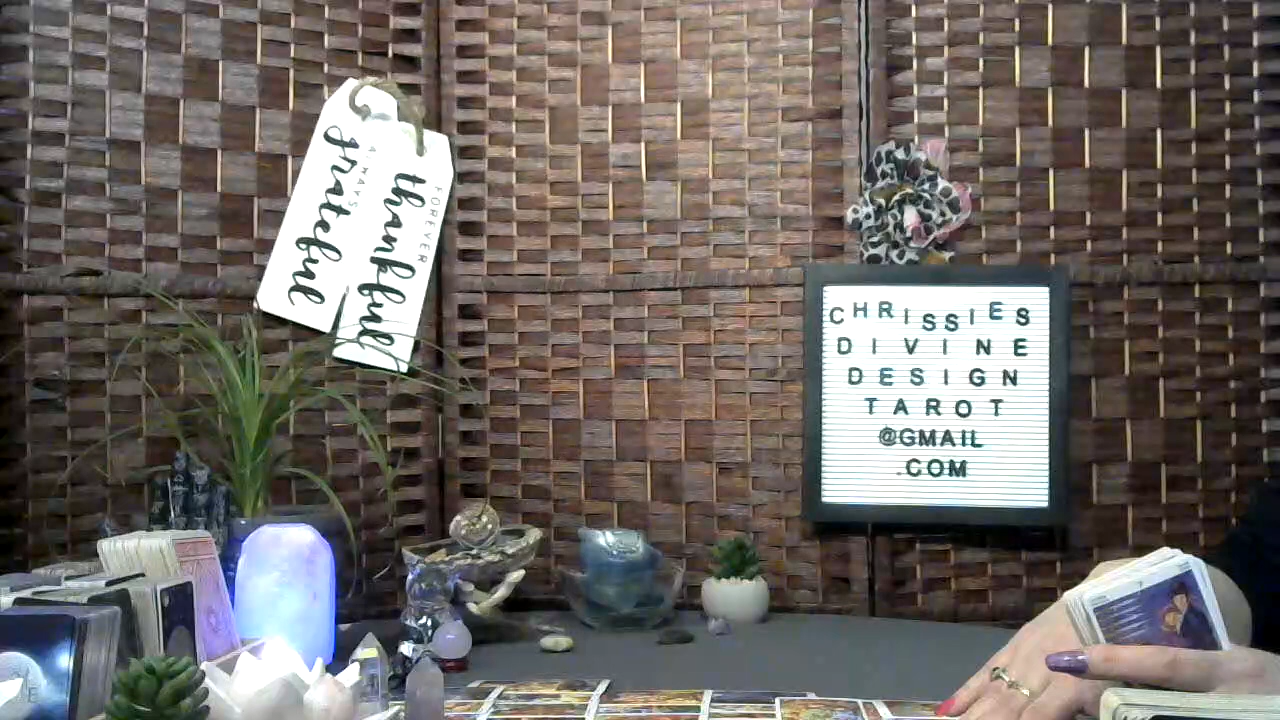 FOREVER
thankful
ALWAYS
grateful
CHRISSIES
DIVINE
DESIGN
TAROT
@GMAIL
.COM